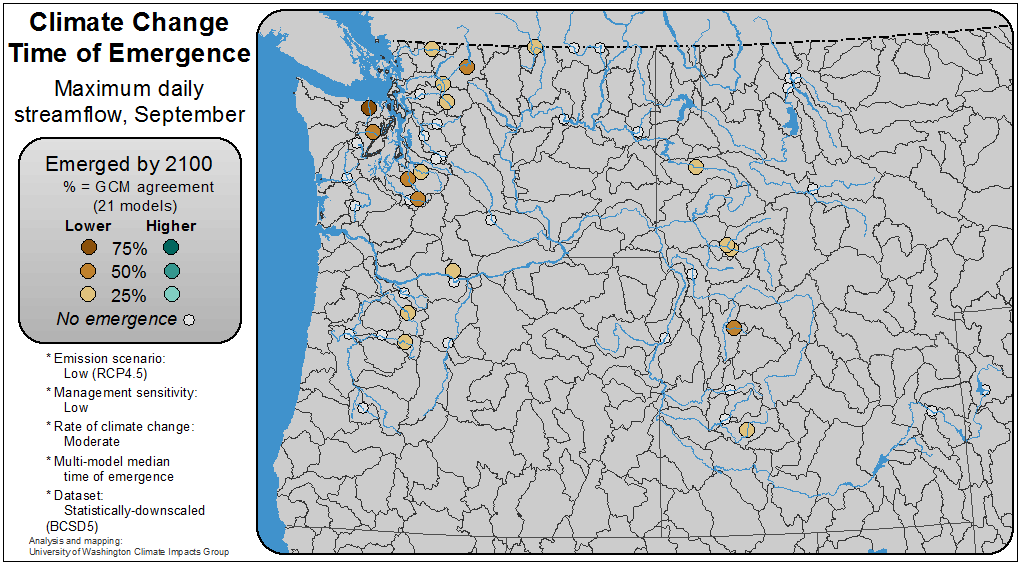 Climate Change
Time of Emergence
Maximum daily
streamflow, September
Emerged by 2100
% = GCM agreement
(21 models)
Lower Higher
75%
50%
25%
No emergence
* Emission scenario:
Low (RCP4.5)
* Management sensitivity:
Low
* Rate of climate change:
Moderate
* Multi-model median
time of emergence
* Dataset:
Statistically-downscaled
(BCSD5)
Analysis and mapping:
University of Washington Climate Impacts Group